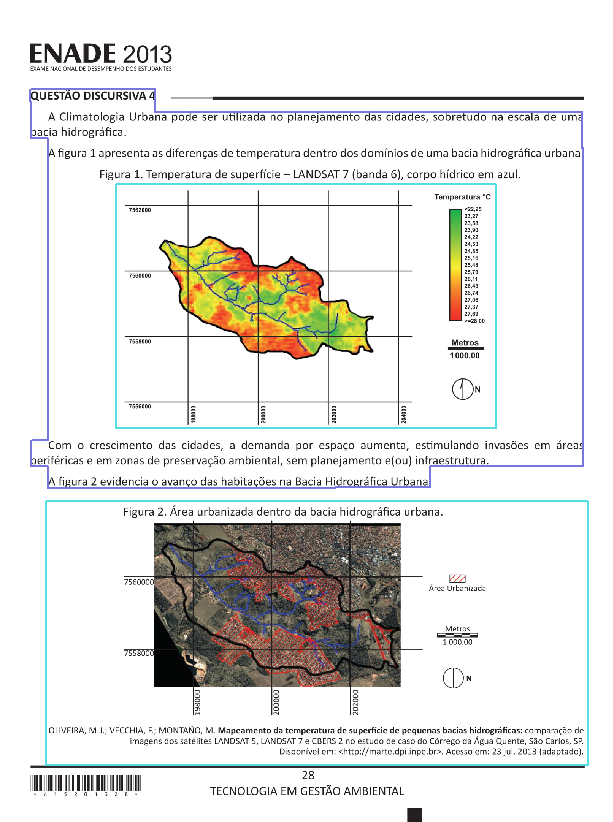 ENADE 2013
EXAME NACIONAL DE DESEMPENHO DOS ESTUDANTES
QUESTÃO DISCURSIVA 4
A Climatologia Urbana pode ser utilizada no planejamento das cidades, sobretudo na escala de uma
bacia hidrográfica.
A figura 1 apresenta as diferenças de temperatura dentro dos domínios de uma bacia hidrográfica urbana.
Figura 1. Temperatura de superfície – LANDSAT 7 (banda 6), corpo hídrico em azul.
Temperatura °C
7562000
7560000
7558000
7556000
198000
200000
202000
204000
<22,95
23,27
23,58
23,90
24,22
24,53
24,85
25,16
25,48
25,79
26,11
26,43
26,74
27,06
27,37
27,69
>=28,00
Metros
1000.00
N
Com o crescimento das cidades, a demanda por espaço aumenta, estimulando invasões em áreas
periféricas e em zonas de preservação ambiental, sem planejamento e(ou) infraestrutura.
A figura 2 evidencia o avanço das habitações na Bacia Hidrográfica Urbana.
Figura 2. Área urbanizada dentro da bacia hidrográfica urbana.
7560000
7558000
198000
200000
202000
Área Urbanizada
Metros
1 000.00
N
OLIVEIRA, M.J.; VECCHIA, F.; MONTAÑO, M. Mapeamento da temperatura de superfície de pequenas bacias hidrográficas: comparação de
imagens dos satélites LANDSAT 5, LANDSAT 7 e CBERS 2 no estudo de caso do Córrego da Água Quente, São Carlos, SP.
Disponível em: <http://marte.dpi.inpe.br>. Acesso em: 23 jul. 2013 (adaptado).
28
TECNOLOGIA EM GESTÃO AMBIENTAL